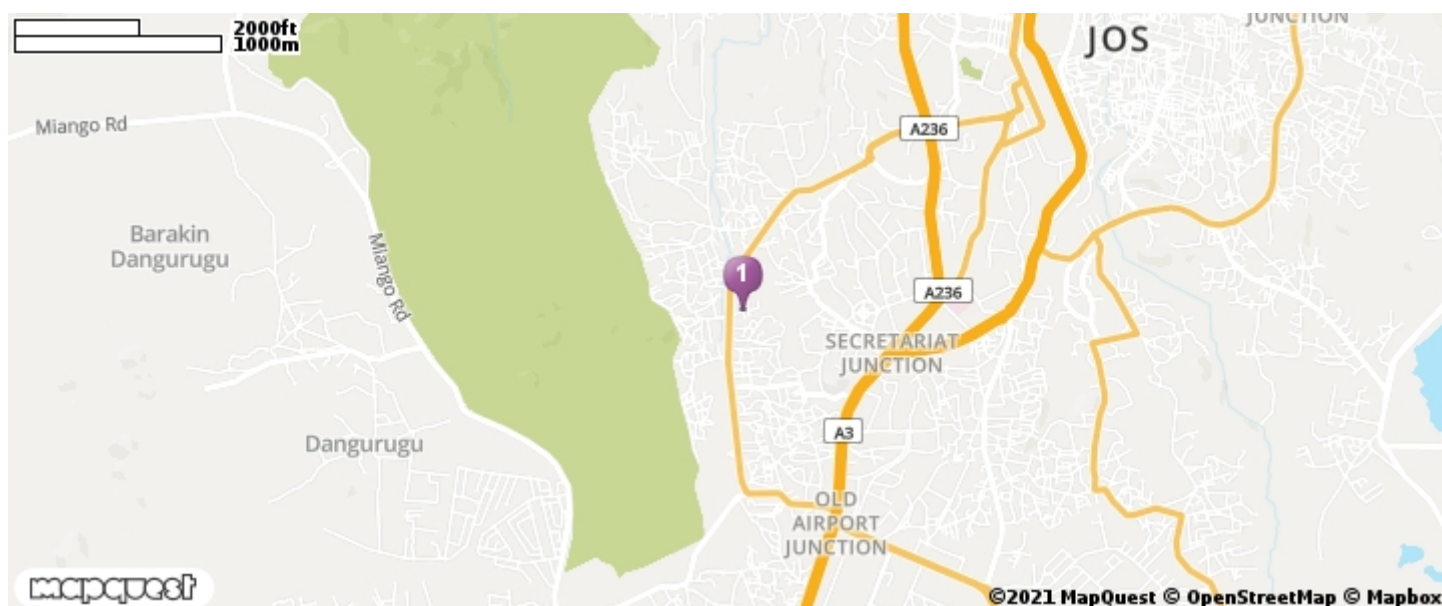 2000ft
1000m
JUNCTION
JOS
Miango Rd
A236
Barakin
Dangurugu
Miango Rd
1
A236
SECRETARIAT
JUNCTION
A3
Dangurugu
OLD
AIRPORT
JUNCTION
mapquest
©2021 MapQuest © OpenStreetMap © Mapbox